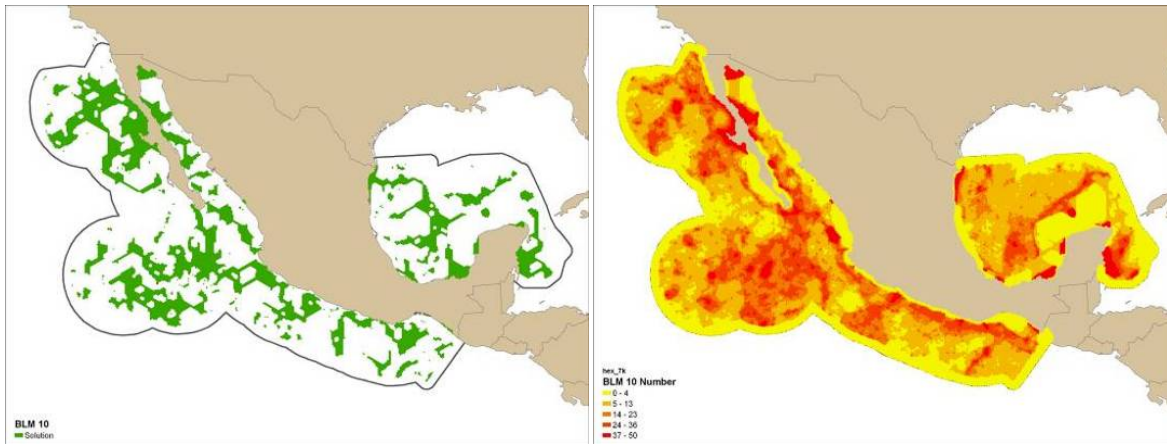 BLM 10
Solution
hex_7k
BLM 10 Number
0 - 4
5 - 13
14 - 23
24 - 36
37 - 50